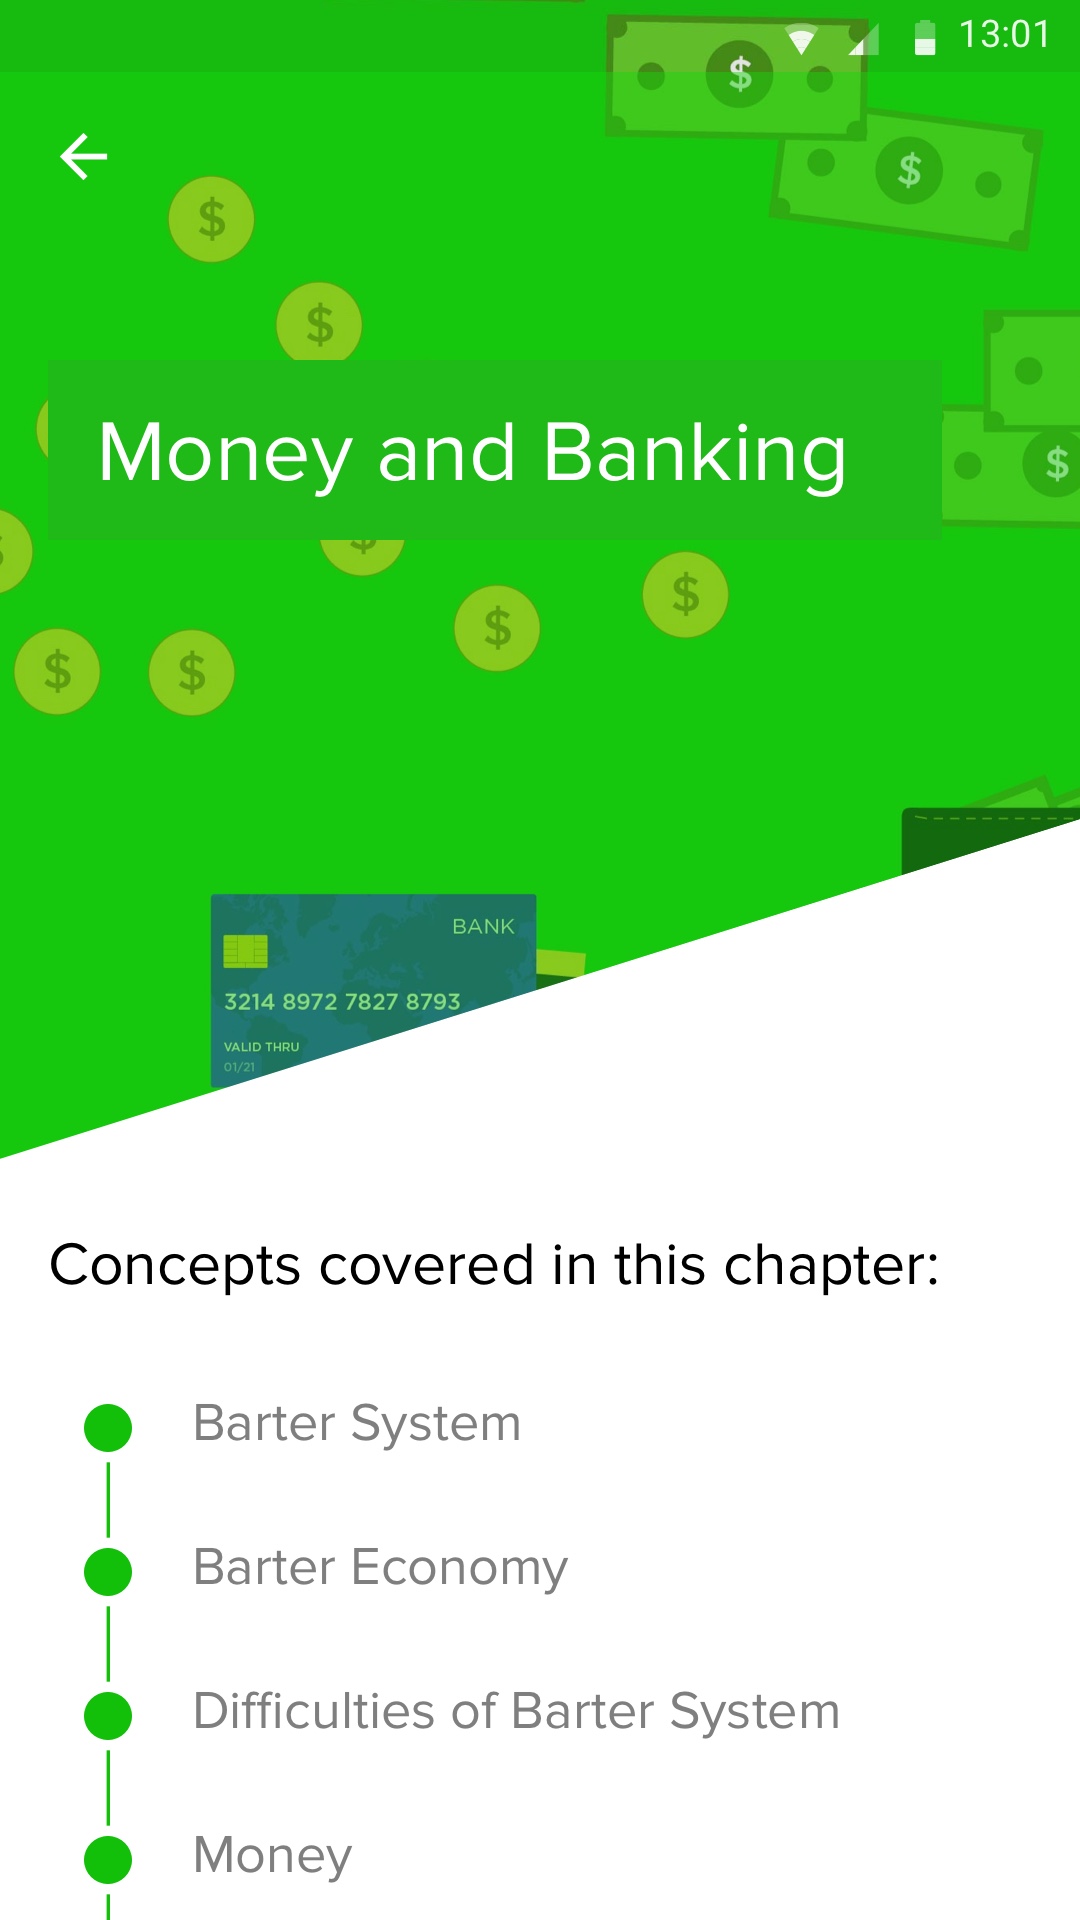 13:01
$
$
$
$
Money and Banking
$
$
$
$
$
$
BANK
3214 8972 7827 8793
VALID THRU
01/21
Concepts covered in this chapter:
Barter System
Barter Economy
Difficulties of Barter System
Money